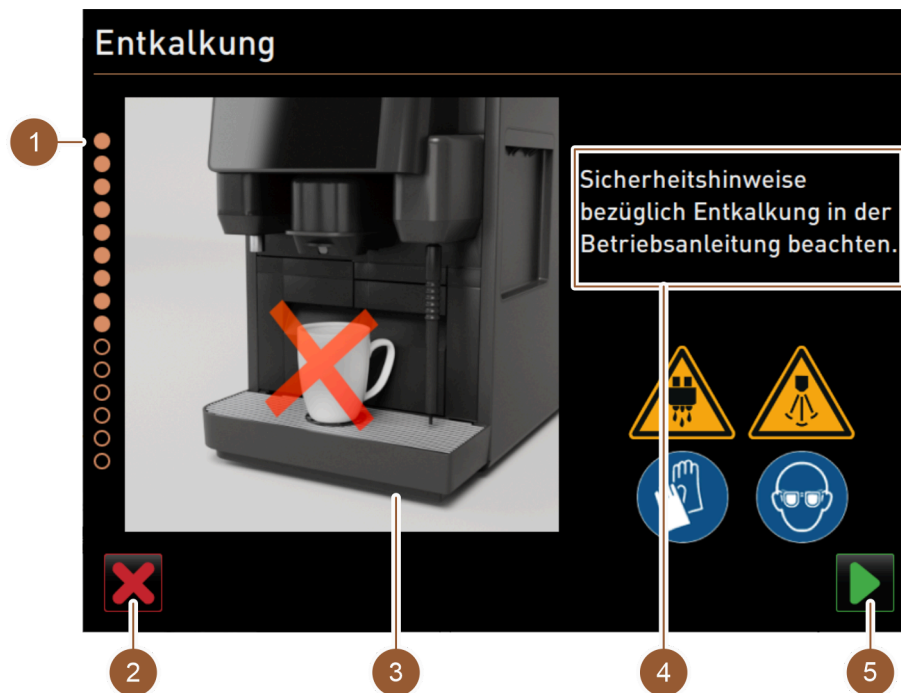 Entkalkung
1
Sicherheitshinweise
bezüglich Entkalkung in der
Betriebsanleitung beachten.
2
3
4
5